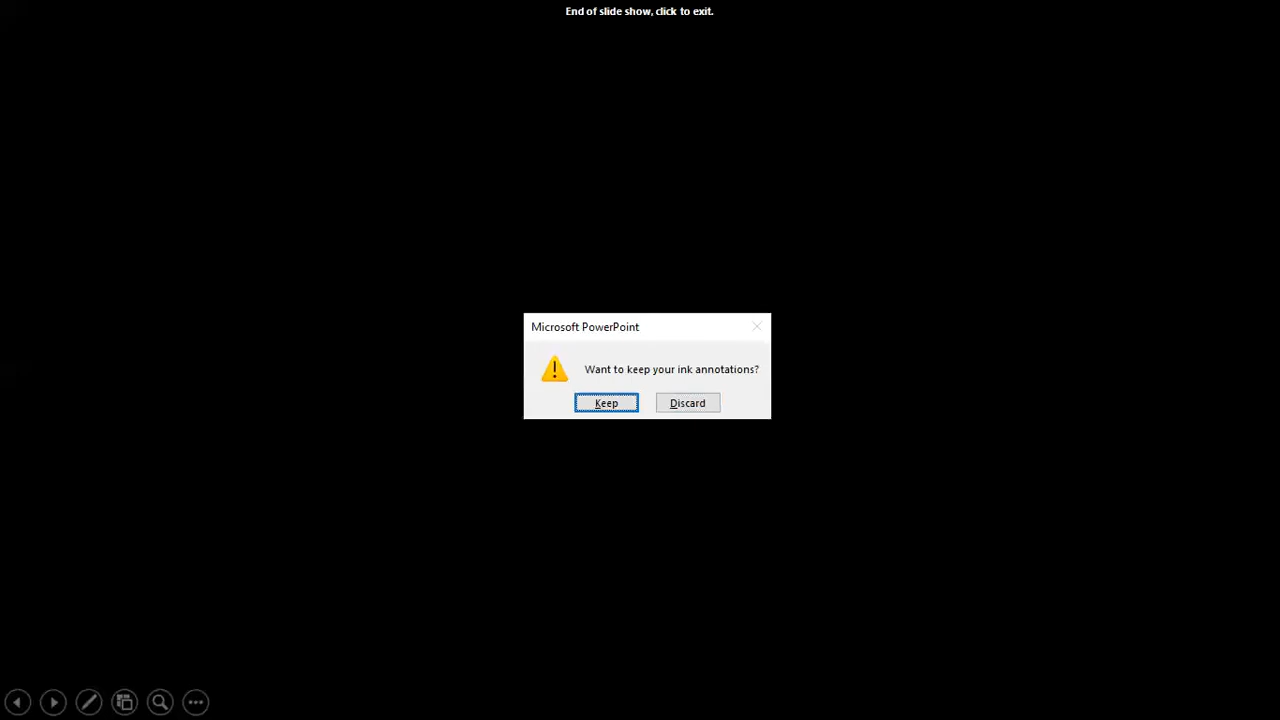 End of slide show, click to exit.
Microsoft PowerPoint
Want to keep your ink annotations?
Keep
Discard